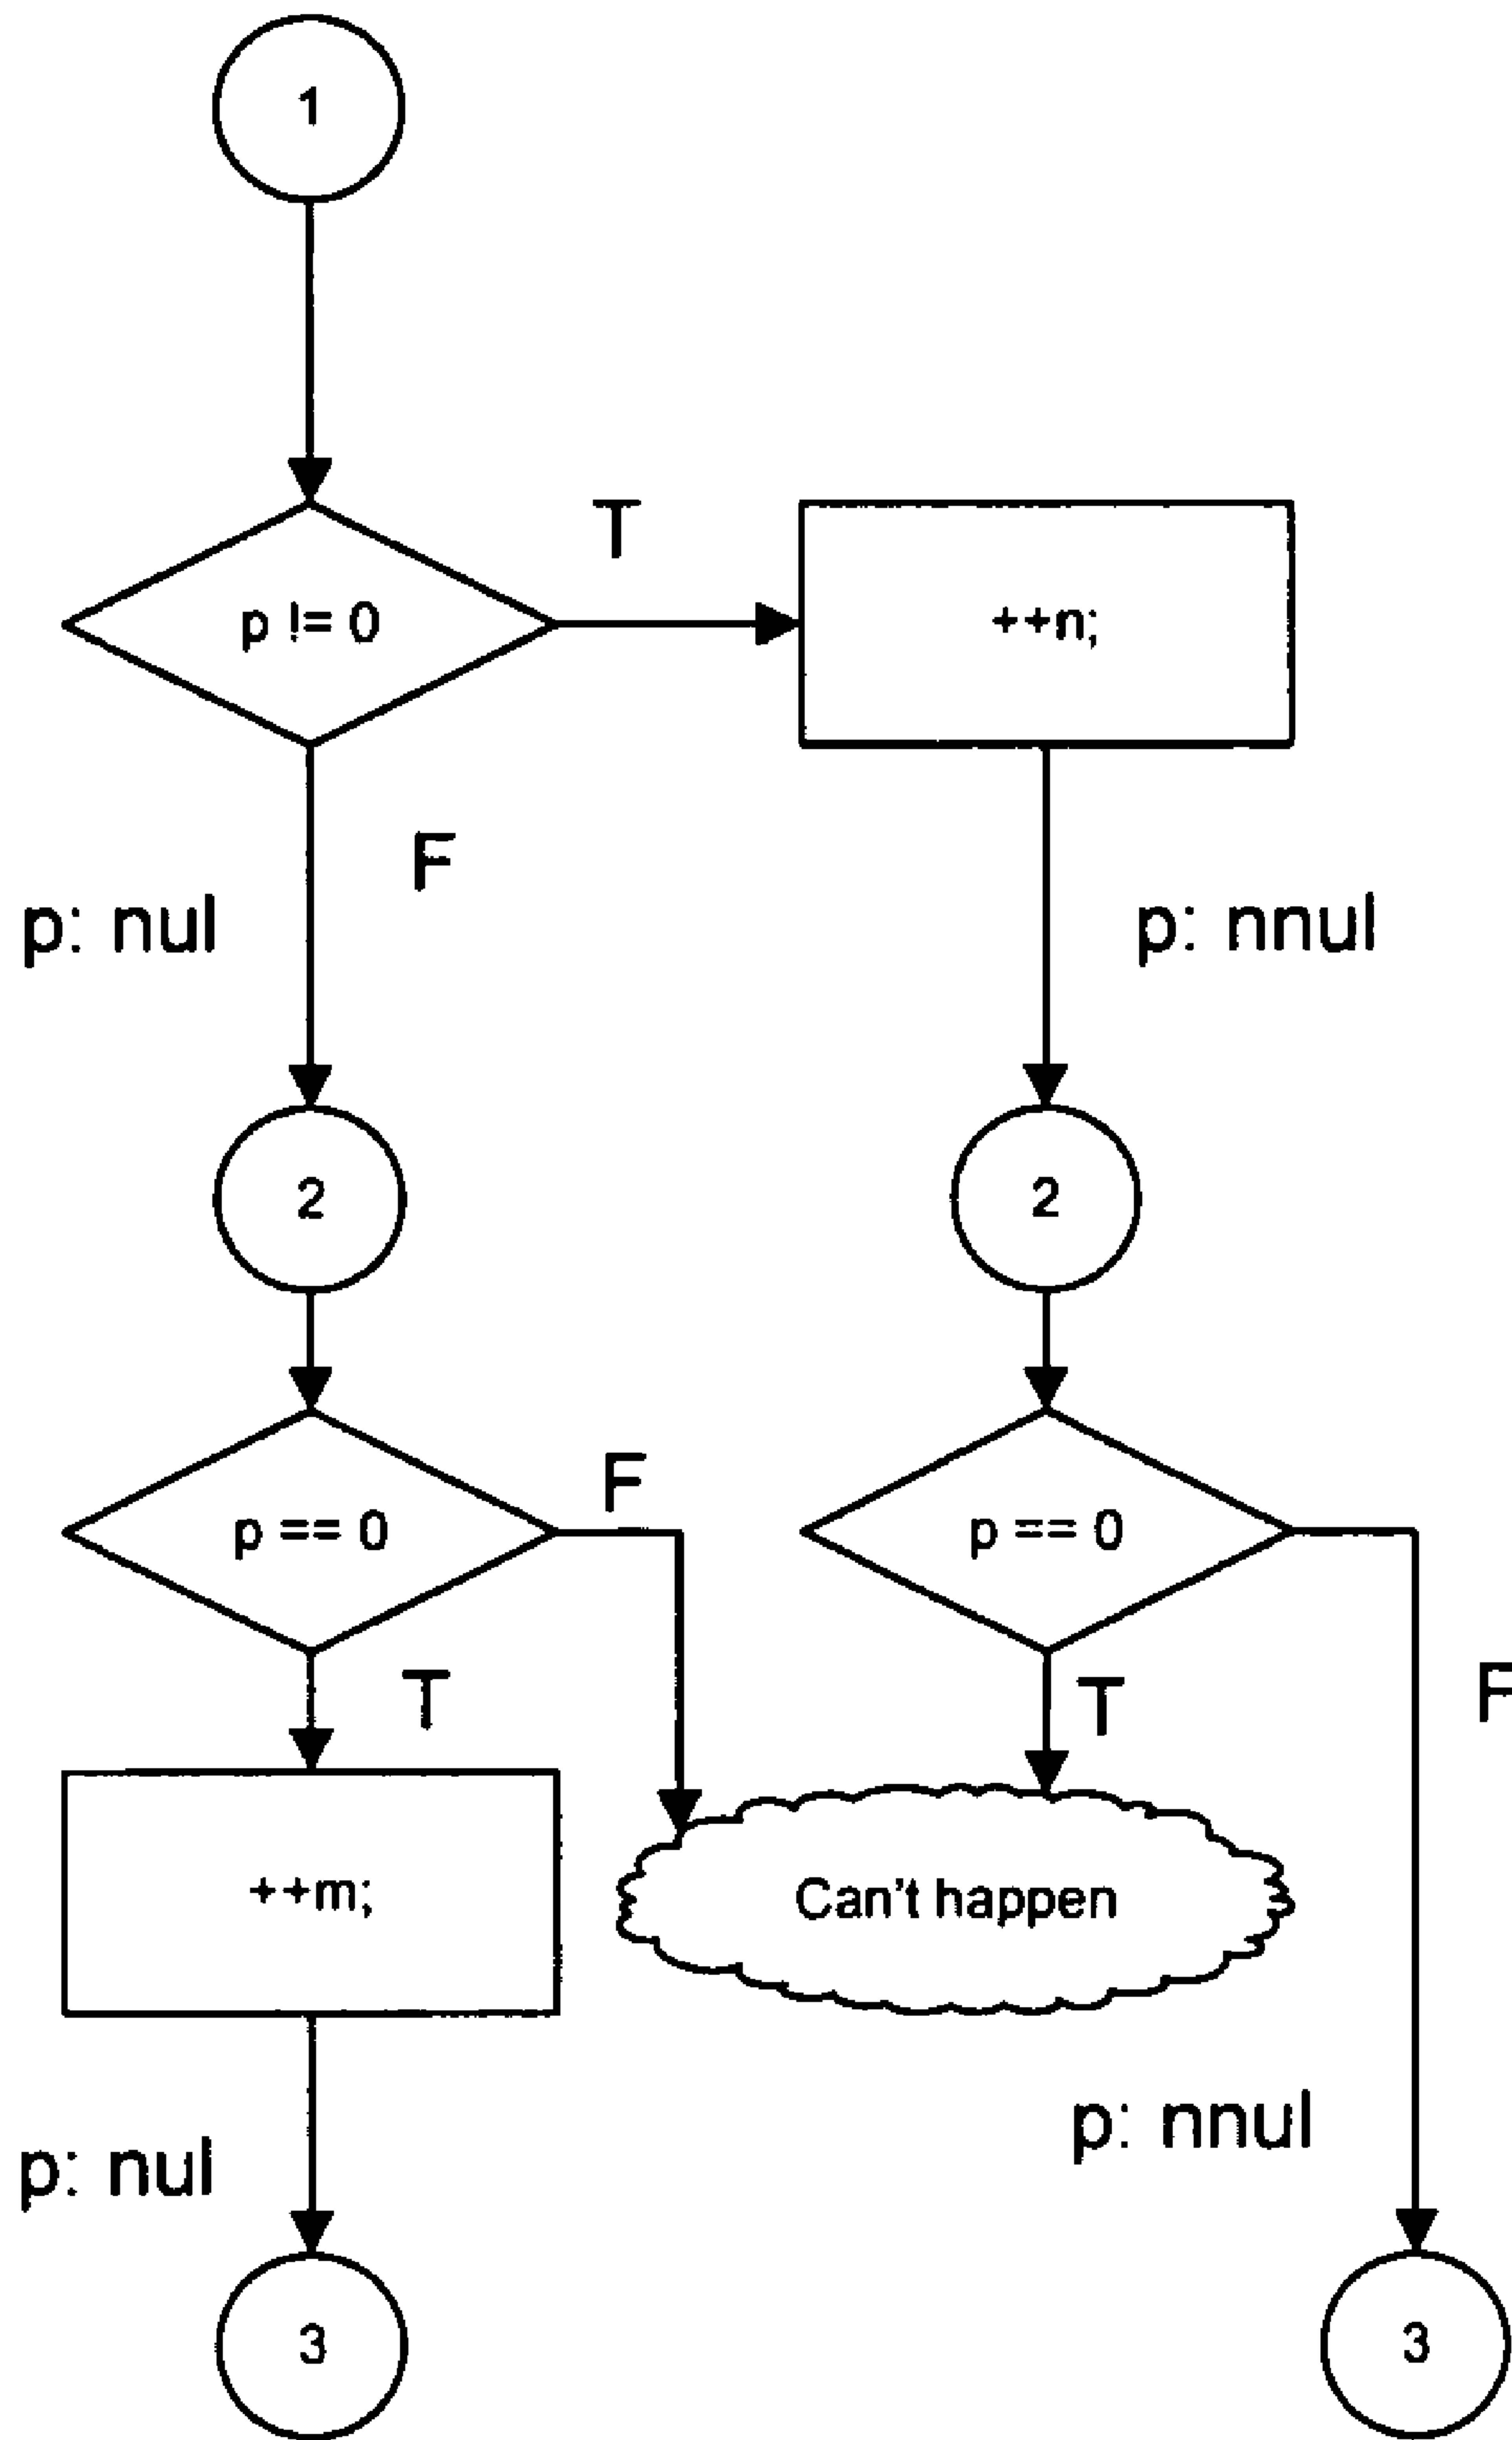 1
T
p != 0
++n;
F
p: nul
p: nnul
2
2
F
p == 0
p == 0
T
T
F
++m;
Can't happen
p: nnul
p: nul
3
3